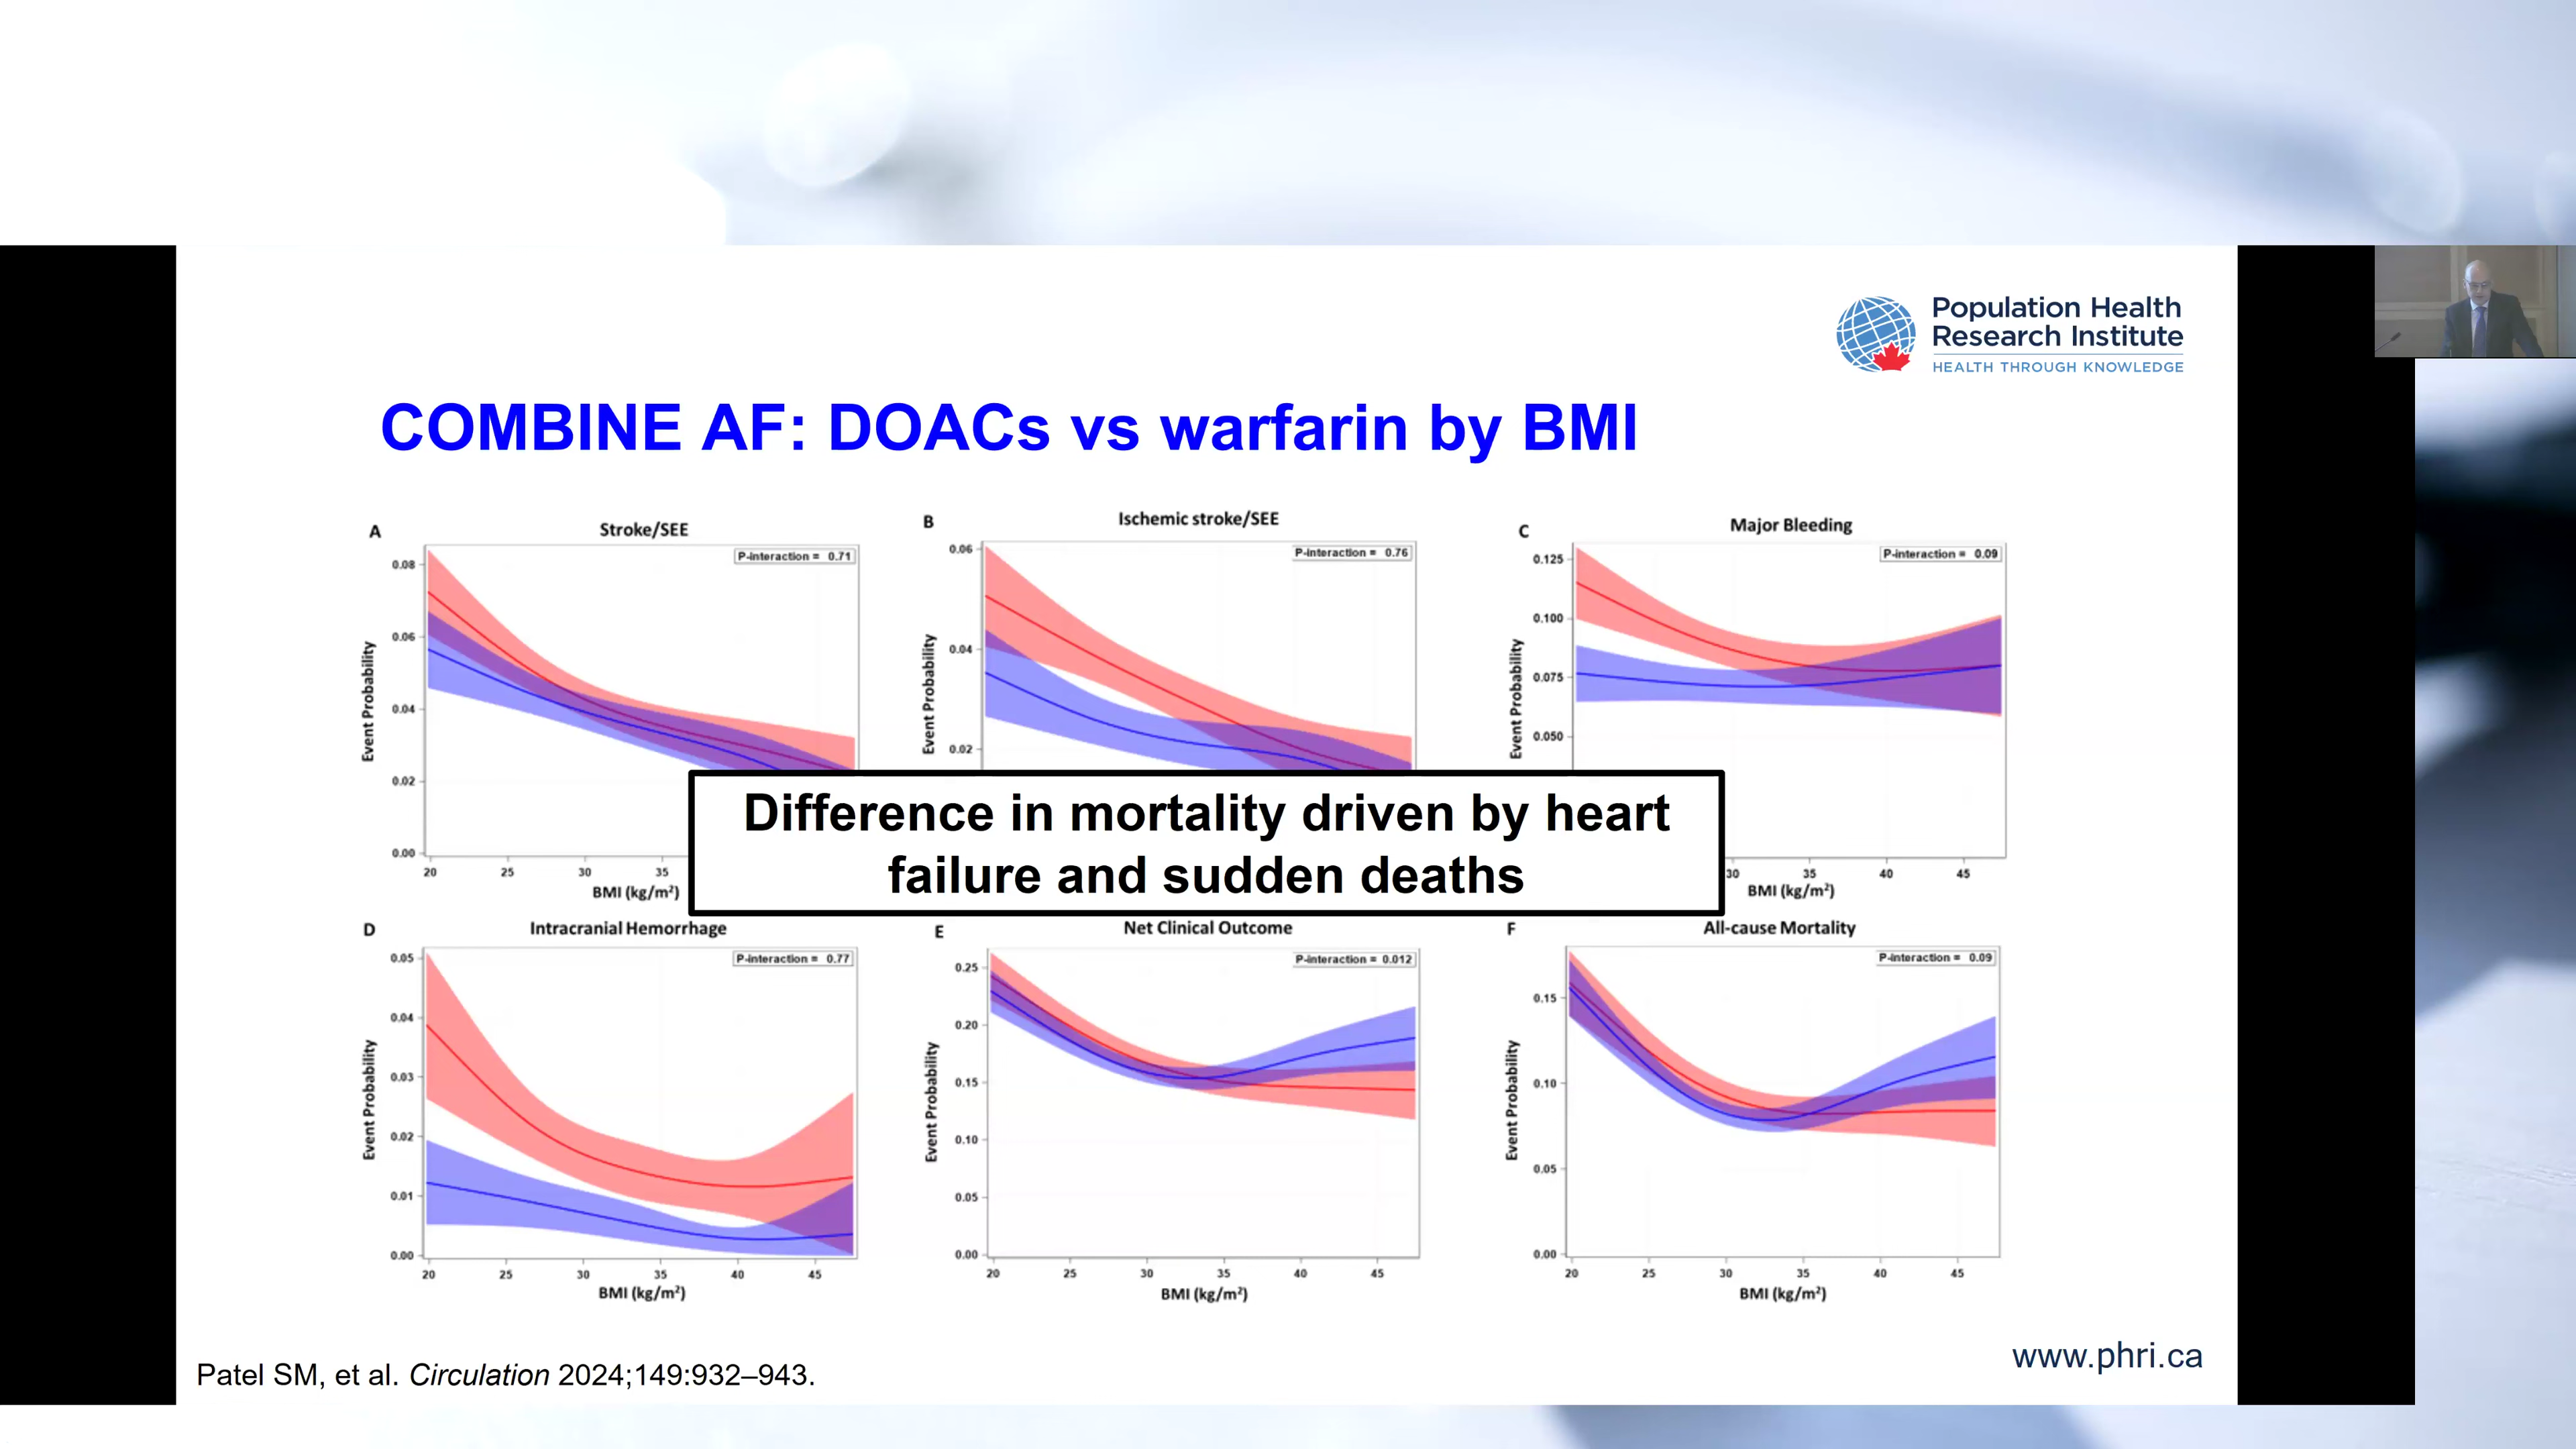 Population Health
Research Institute
HEALTH THROUGH KNOWLEDGE
COMBINE AF: DOACs vs warfarin by BMI
A
Stroke/SEE
P-interaction = 0.71
Event Probability
0.08
0.06
0.04
0.02
0.00
20 25 30 35
BMI (kg/m²)
B
Ischemic stroke/SEE
P-interaction = 0.76
Event Probability
0.06
0.04
0.02
C
Major Bleeding
P-interaction = 0.09
Event Probability
0.125
0.100
0.075
0.050
30 35 40 45
BMI (kg/m²)
Difference in mortality driven by heart
failure and sudden deaths
D
Intracranial Hemorrhage
P-interaction = 0.77
Event Probability
0.05
0.04
0.03
0.02
0.01
0.00
20 25 30 35 40 45
BMI (kg/m²)
E
Net Clinical Outcome
P-interaction = 0.012
Event Probability
0.25
0.20
0.15
0.10
0.05
0.00
20 25 30 35 40 45
BMI (kg/m²)
F
All-cause Mortality
P-interaction = 0.09
Event Probability
0.15
0.10
0.05
0.00
20 25 30 35 40 45
BMI (kg/m²)
Patel SM, et al. Circulation 2024;149:932–943.
www.phri.ca